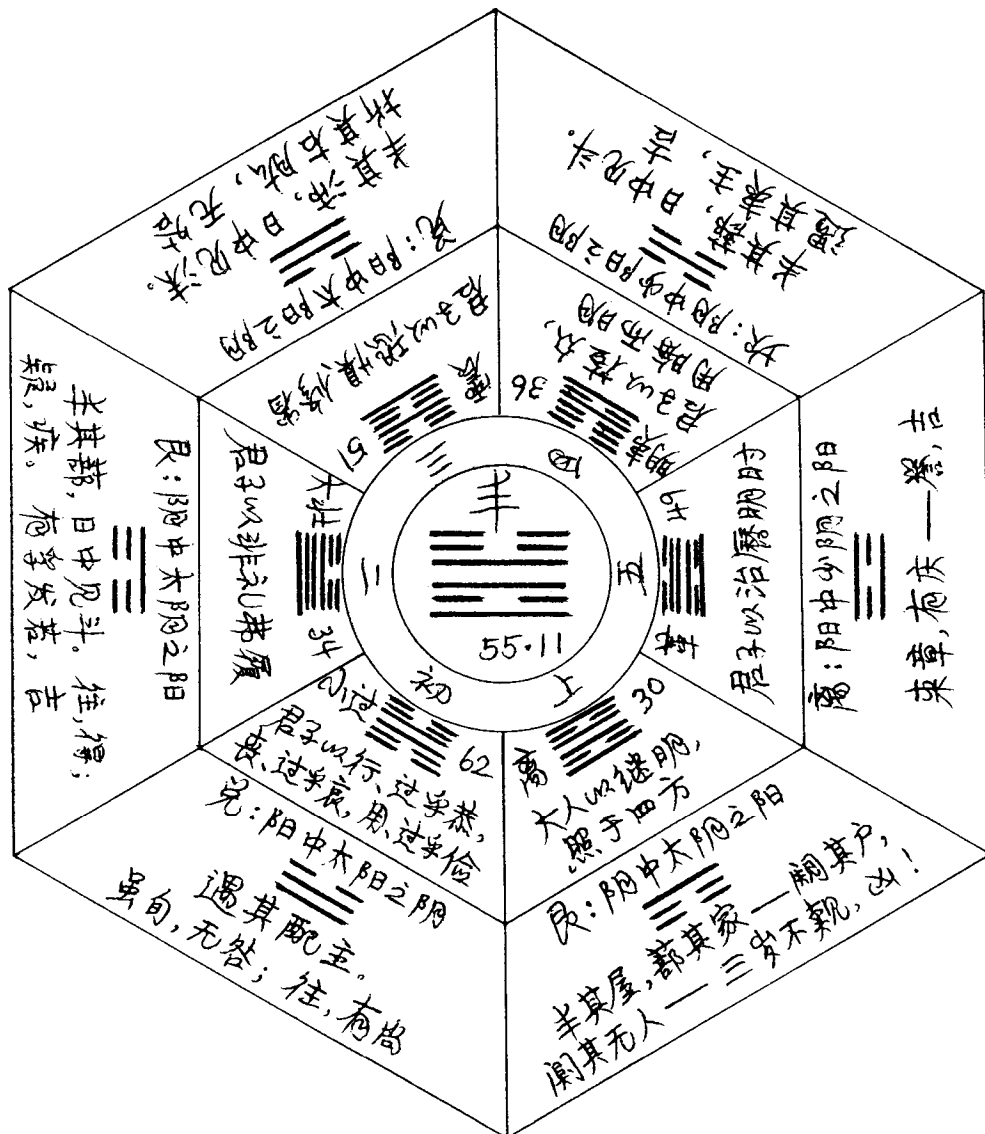 丰
55·11
初
二
三
四
五
上
小过
62
君子以行、过乎恭,
丧、过乎哀,用、过乎俭
兑:阳中太阳之阴
遇其配主。
虽旬,无咎;往,有尚
大壮
34
君子以非礼弗履
艮:阴中太阴之阳
丰其蔀,日中见斗。往,得;
疑,疾。有孚发若,吉
震
51
君子以恐惧修省
兑:阳中太阳之阴
丰其沛,日中见沫。
折其右肱,无咎
明夷
36
君子以莅众,
用晦而明
坎:阴中少阳之阴
丰其蔀,日中见斗。
遇其夷主,吉
革
49
君子以治历明时
离:阳中少阴之阳
来章,有庆——誉,吉
离
30
大人以继明,
照于四方
艮:阴中太阴之阳
丰其屋,蔀其家——闚其户,
阒其无人——三岁不觌,凶!